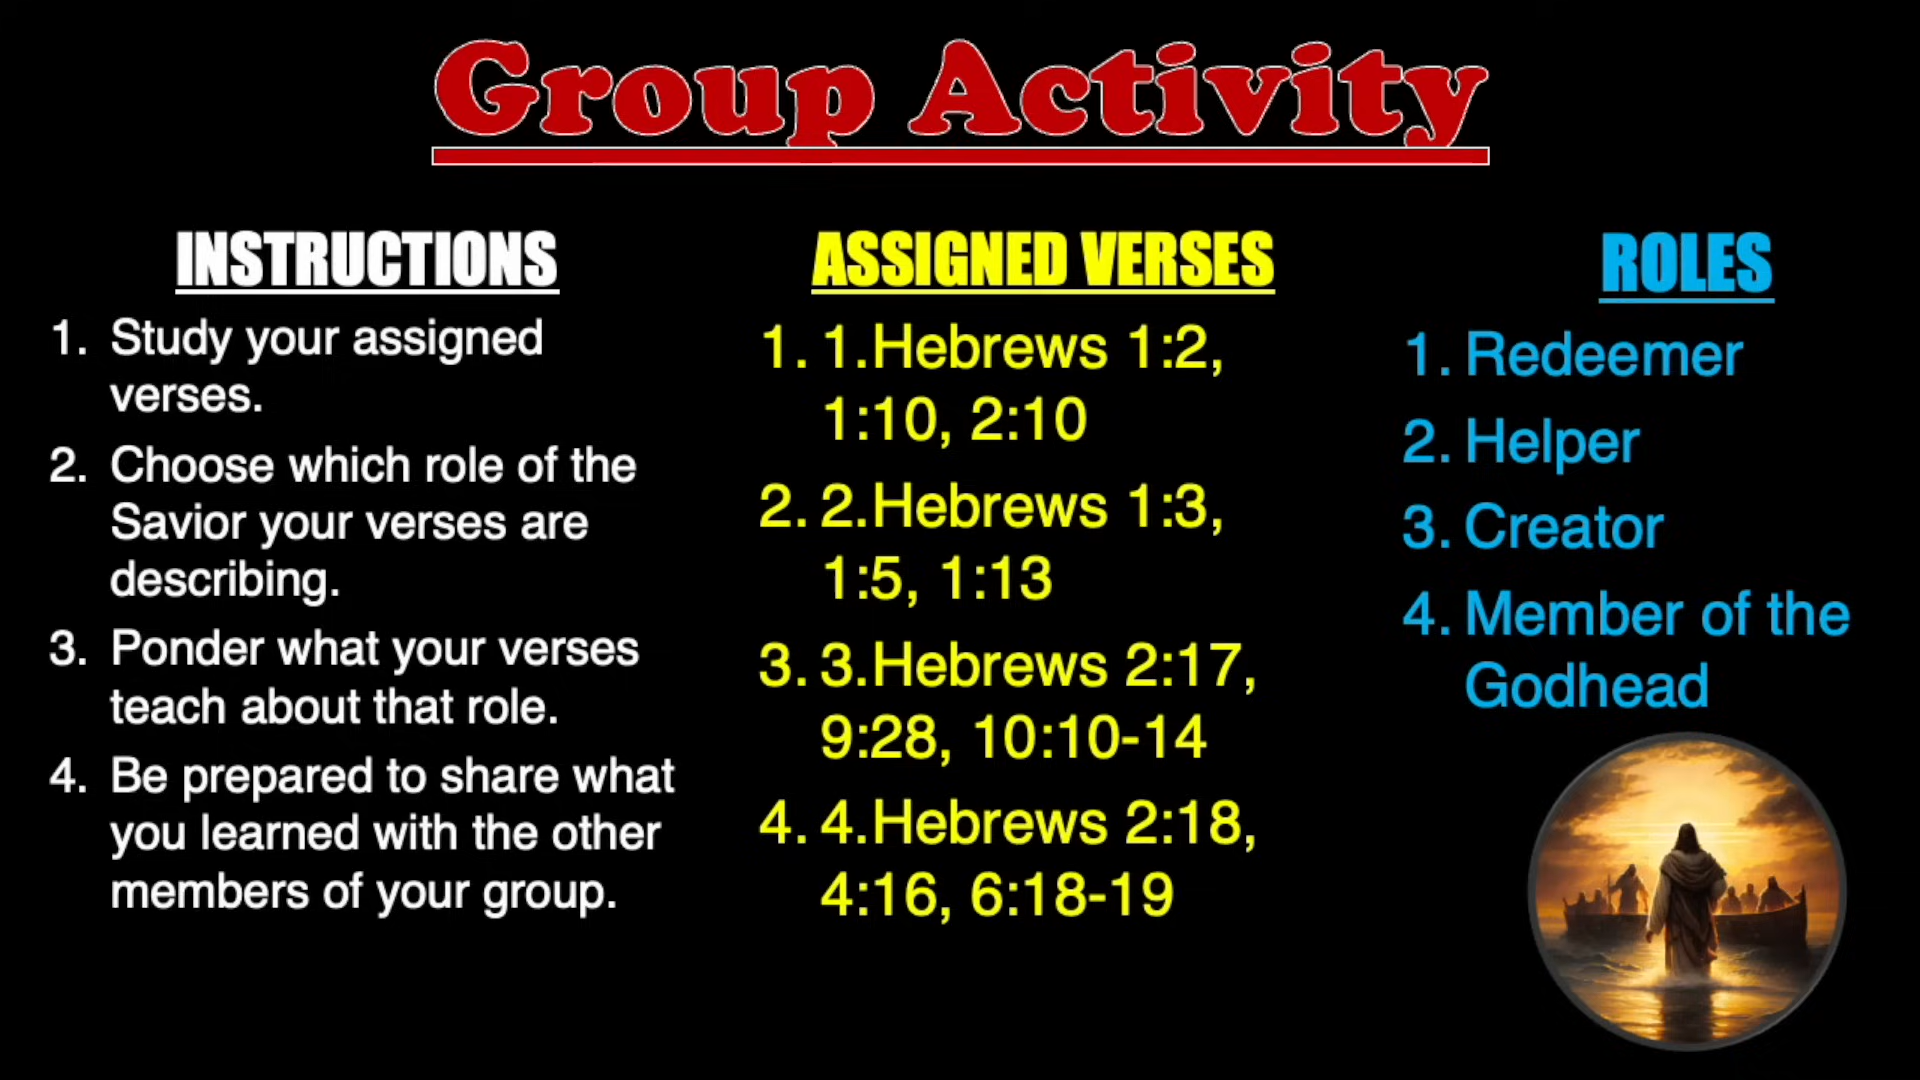 Group Activity
INSTRUCTIONS
1. Study your assigned
verses.
2. Choose which role of the
Savior your verses are
describing.
3. Ponder what your verses
teach about that role.
4. Be prepared to share what
you learned with the other
members of your group.
ASSIGNED VERSES
1. 1.Hebrews 1:2,
1:10, 2:10
2. 2.Hebrews 1:3,
1:5, 1:13
3. 3.Hebrews 2:17,
9:28, 10:10-14
4. 4.Hebrews 2:18,
4:16, 6:18-19
ROLES
1. Redeemer
2. Helper
3. Creator
4. Member of the
Godhead